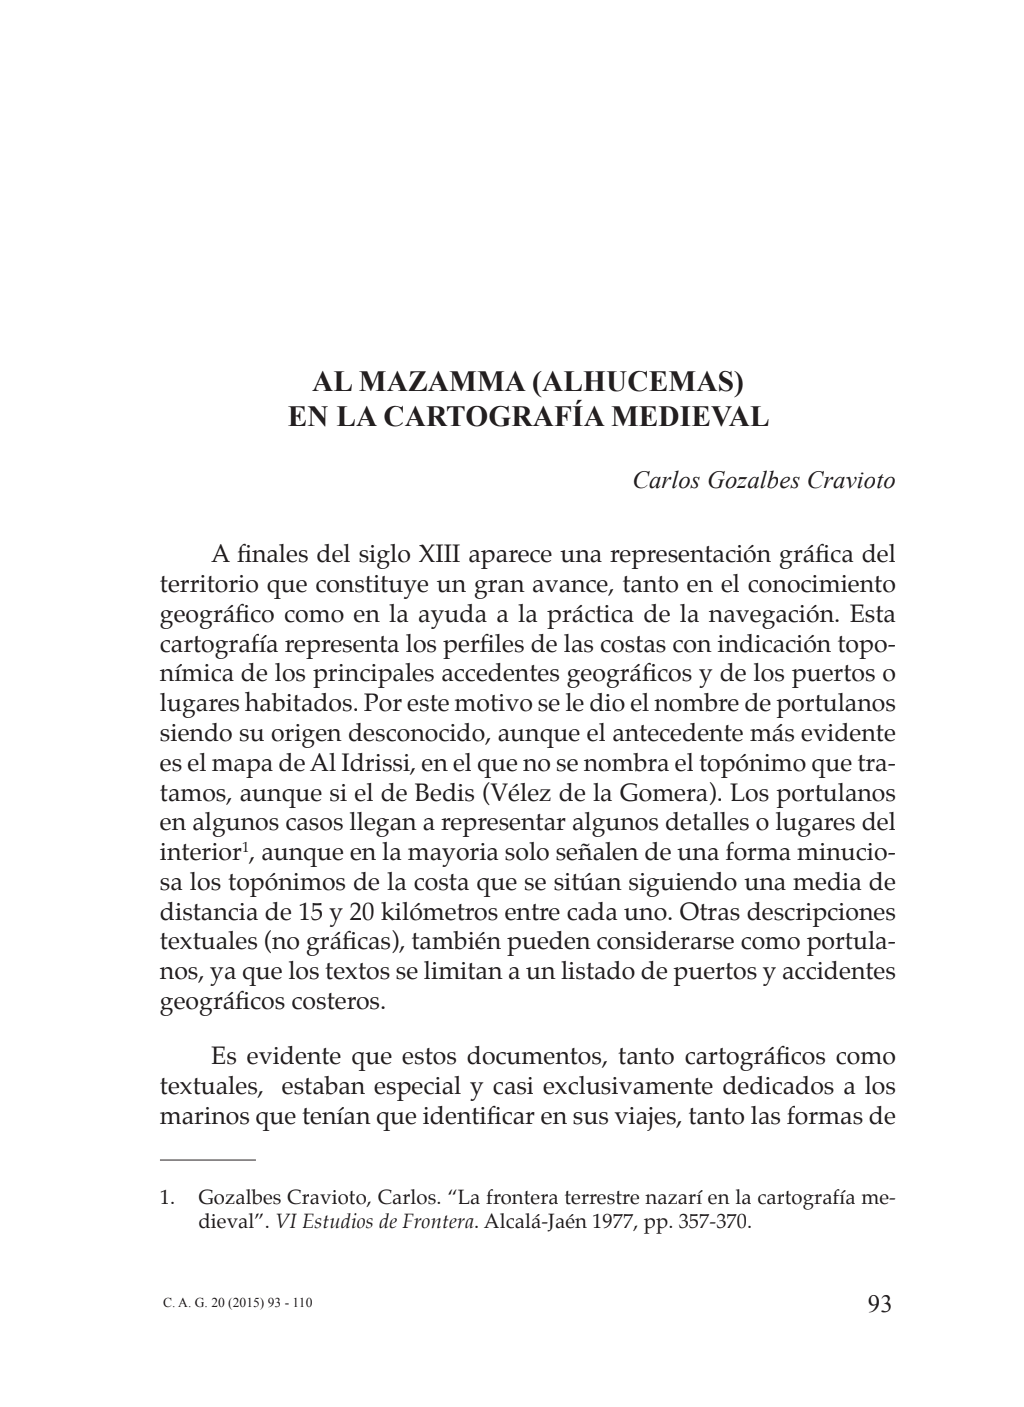 AL MAZAMMA (ALHUCEMAS)
EN LA CARTOGRAFÍA MEDIEVAL
Carlos Gozalbes Cravioto
A finales del siglo XIII aparece una representación gráfica del
territorio que constituye un gran avance, tanto en el conocimiento
geográfico como en la ayuda a la práctica de la navegación. Esta
cartografía representa los perfiles de las costas con indicación topo-
nímica de los principales accedentes geográficos y de los puertos o
lugares habitados. Por este motivo se le dio el nombre de portulanos
siendo su origen desconocido, aunque el antecedente más evidente
es el mapa de Al Idrissi, en el que no se nombra el topónimo que tra-
tamos, aunque si el de Bedis (Vélez de la Gomera). Los portulanos
en algunos casos llegan a representar algunos detalles o lugares del
interior¹, aunque en la mayoria solo señalen de una forma minucio-
sa los topónimos de la costa que se sitúan siguiendo una media de
distancia de 15 y 20 kilómetros entre cada uno. Otras descripciones
textuales (no gráficas), también pueden considerarse como portula-
nos, ya que los textos se limitan a un listado de puertos y accidentes
geográficos costeros.
Es evidente que estos documentos, tanto cartográficos como
textuales, estaban especial y casi exclusivamente dedicados a los
marinos que tenían que identificar en sus viajes, tanto las formas de
1. Gozalbes Cravioto, Carlos. “La frontera terrestre nazarí en la cartografía me-
dieval”. VI Estudios de Frontera. Alcalá-Jaén 1977, pp. 357-370.
C. A. G. 20 (2015) 93 - 110
93